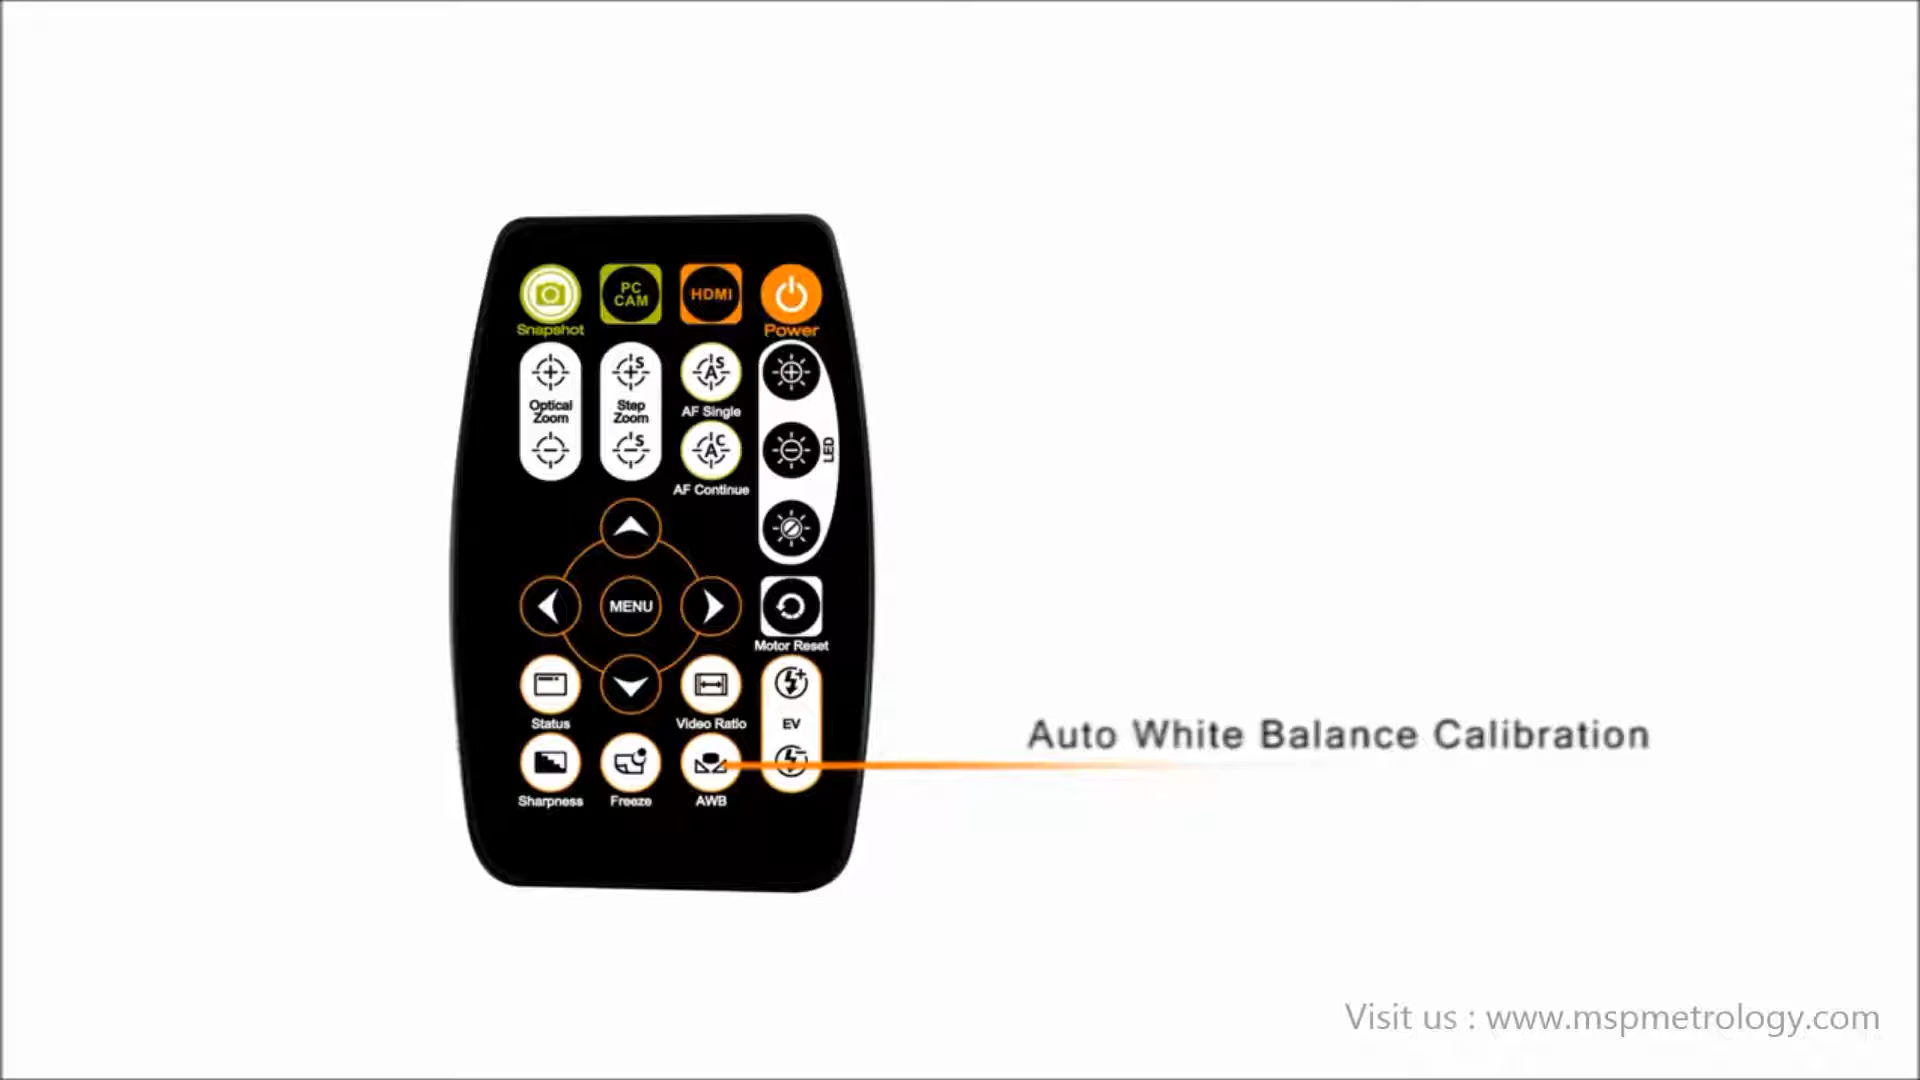 PC
CAM
HDMI
Snapshot
Power
S
S
Optical
Zoom
Step
Zoom
A
AF Single
S
C
A
LED
AF Continue
MENU
Motor Reset
Status
Video Ratio
EV
Auto White Balance Calibration
Sharpness
Freeze
AWB
Visit us : www.mspmetrology.com